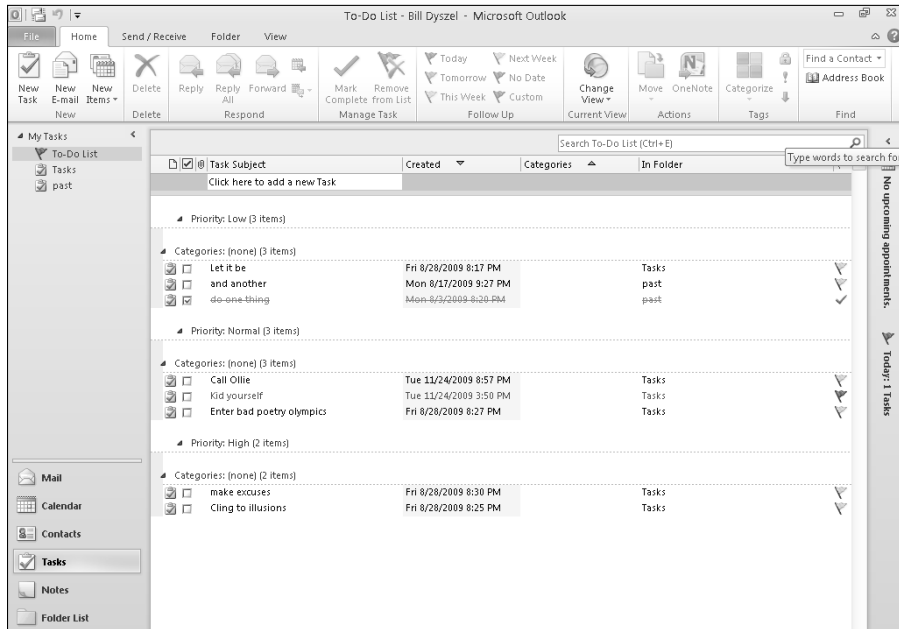 To-Do List - Bill Dyszel - Microsoft Outlook
File Home Send / Receive Folder View
New Task
New E-mail
New Items
New
Delete
Delete
Reply
Reply All
Forward
Respond
Mark Complete
Remove from List
Manage Task
Today
Tomorrow
This Week
Next Week
No Date
Custom
Follow Up
Change View
Current View
Move
OneNote
Actions
Categorize
Tags
Find a Contact
Address Book
Find
My Tasks
To-Do List
Tasks
past
Search To-Do List (Ctrl+E)
Type words to search fo
Task Subject Created Categories In Folder
Click here to add a new Task
Priority: Low (3 items)
Categories: (none) (3 items)
Let it be Fri 8/28/2009 8:17 PM Tasks
and another Mon 8/17/2009 9:27 PM past
do one thing Mon 8/3/2009 8:20 PM past
Priority: Normal (3 items)
Categories: (none) (3 items)
Call Ollie Tue 11/24/2009 8:57 PM Tasks
Kid yourself Tue 11/24/2009 3:50 PM Tasks
Enter bad poetry olympics Fri 8/28/2009 8:27 PM Tasks
Priority: High (2 items)
Categories: (none) (2 items)
make excuses Fri 8/28/2009 8:30 PM Tasks
Cling to illusions Fri 8/28/2009 8:25 PM Tasks
Mail
Calendar
Contacts
Tasks
Notes
Folder List
No upcoming appointments.
Today: 1 Tasks